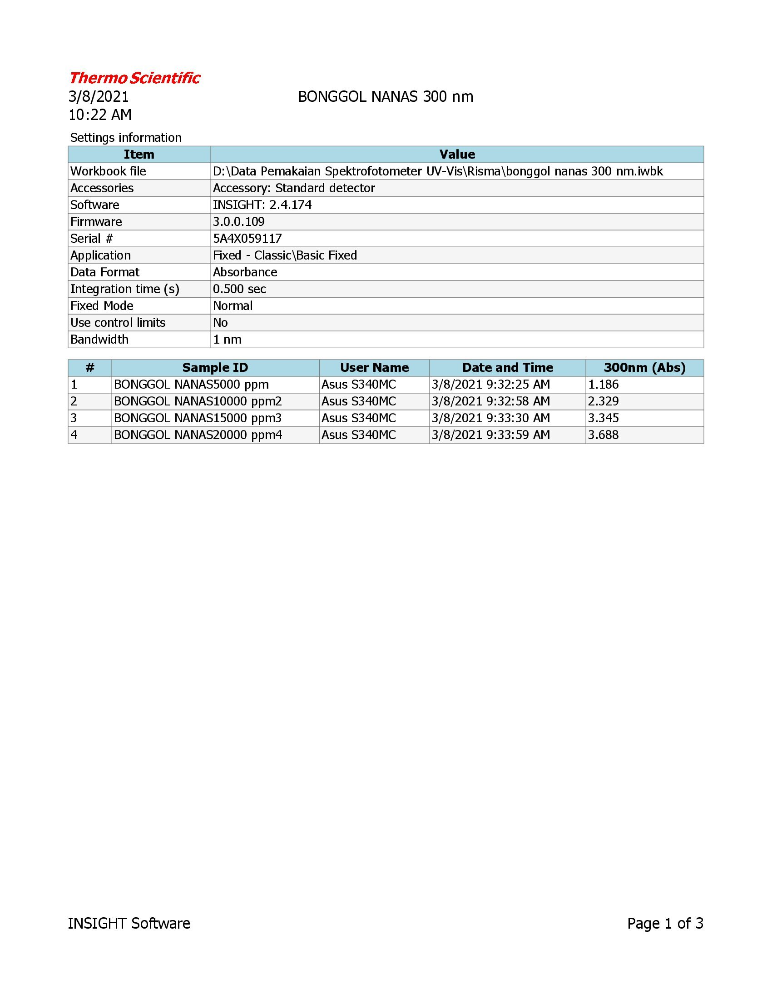 Thermo Scientific
3/8/2021 BONGGOL NANAS 300 nm
10:22 AM
Settings information
Item Value
Workbook file D:\Data Pemakaian Spektrofotometer UV-Vis\Risma\bonggol nanas 300 nm.iwbk
Accessories Accessory: Standard detector
Software INSIGHT: 2.4.174
Firmware 3.0.0.109
Serial # 5A4X059117
Application Fixed - Classic\Basic Fixed
Data Format Absorbance
Integration time (s) 0.500 sec
Fixed Mode Normal
Use control limits No
Bandwidth 1 nm
# Sample ID User Name Date and Time 300nm (Abs)
1 BONGGOL NANAS5000 ppm Asus S340MC 3/8/2021 9:32:25 AM 1.186
2 BONGGOL NANAS10000 ppm2 Asus S340MC 3/8/2021 9:32:58 AM 2.329
3 BONGGOL NANAS15000 ppm3 Asus S340MC 3/8/2021 9:33:30 AM 3.345
4 BONGGOL NANAS20000 ppm4 Asus S340MC 3/8/2021 9:33:59 AM 3.688
INSIGHT Software Page 1 of 3